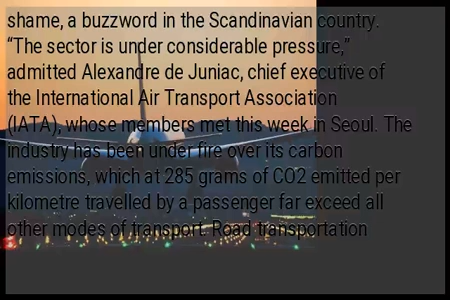 shame, a buzzword in the Scandinavian country.
“The sector is under considerable pressure,”
admitted Alexandre de Juniac, chief executive of
the International Air Transport Association
(IATA), whose members met this week in Seoul. The
industry has been under fire over its carbon
emissions, which at 285 grams of CO2 emitted per
kilometre travelled by a passenger far exceed all
other modes of transport. Road transportation